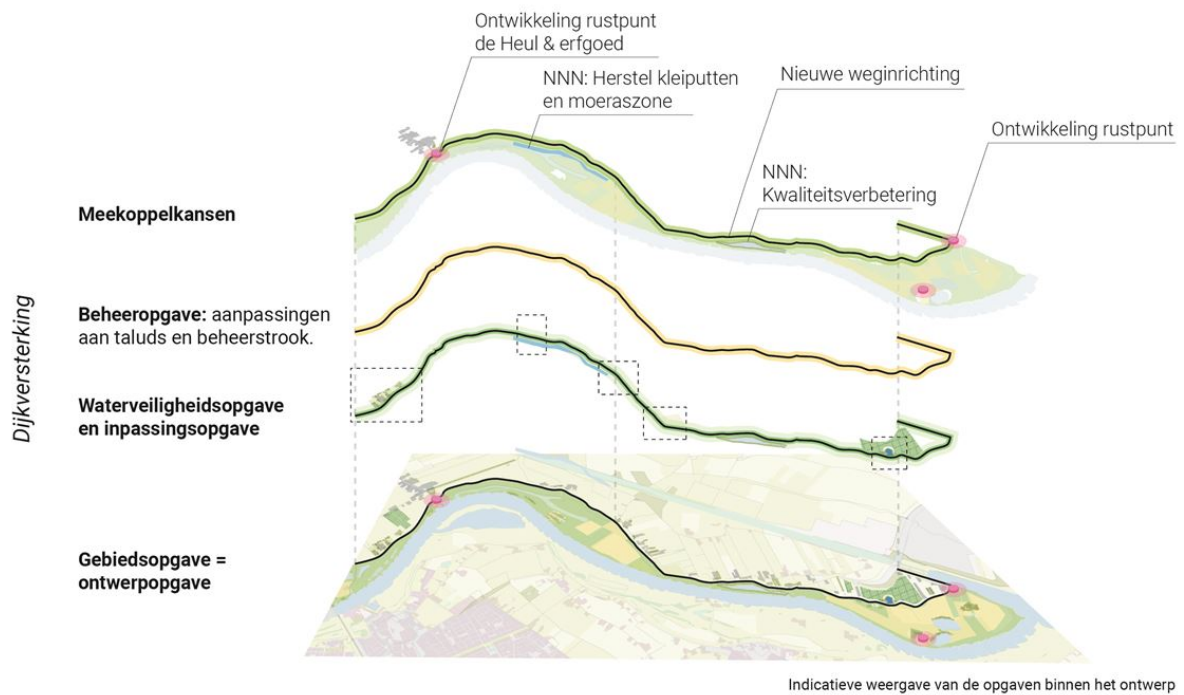 Ontwikkeling rustpunt
de Heul & erfgoed
NNN: Herstel kleiputten
en moeraszone
Nieuwe weginrichting
Ontwikkeling rustpunt
NNN:
Kwaliteitsverbetering
Meekoppelkansen
Dijkversterking
Beheeropgave: aanpassingen
aan taluds en beheerstrook.
Waterveiligheidsopgave
en inpassingsopgave
Gebiedsopgave =
ontwerpopgave
Indicatieve weergave van de opgaven binnen het ontwerp